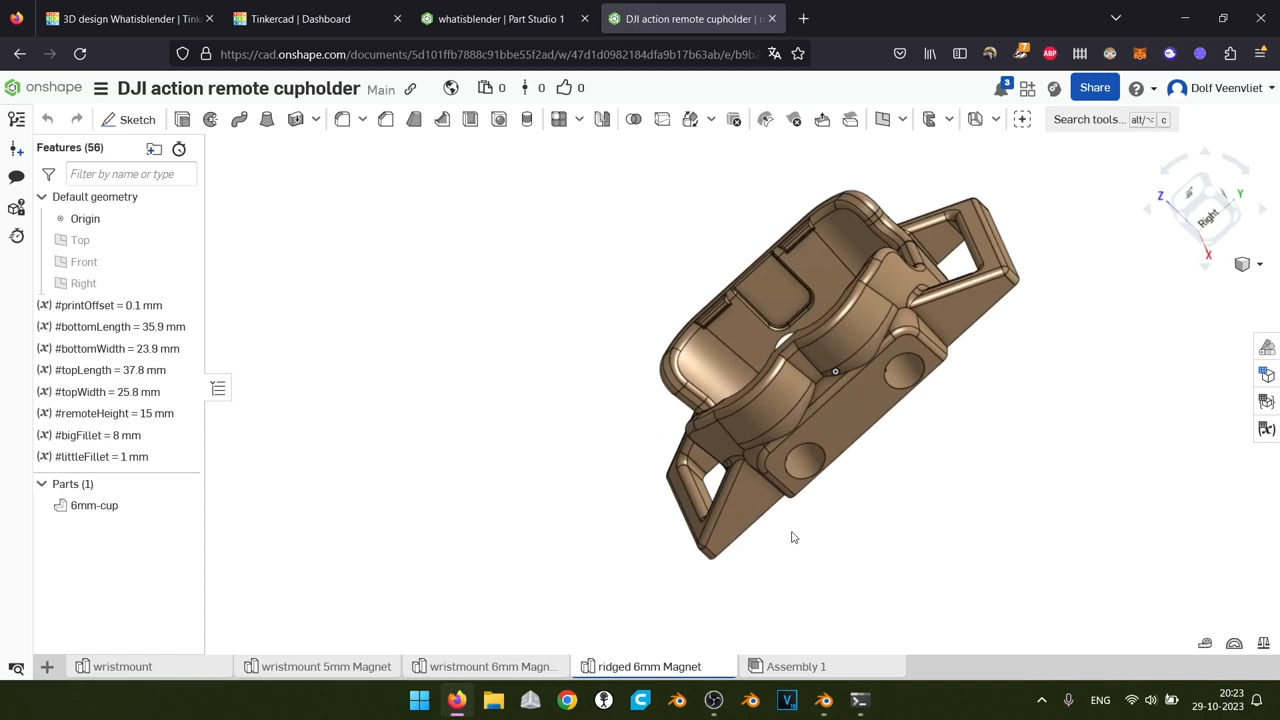 3D design Whatisblender | Tink
Tinkercad | Dashboard
whatisblender | Part Studio 1
DJI action remote cupholder | r
https://cad.onshape.com/documents/5d101ffb7888c91bbe55f2ad/w/47d1d0982184dfa9b17b63ab/e/b9b2
7
ABP
onshape
DJI action remote cupholder
Main
0
0
0
3
Share
Dolf Veenvliet
Sketch
Search tools...
alt/⌥
c
Features (56)
Filter by name or type
Default geometry
Origin
Top
Front
Right
(x) #printOffset = 0.1 mm
(x) #bottomLength = 35.9 mm
(x) #bottomWidth = 23.9 mm
(x) #topLength = 37.8 mm
(x) #topWidth = 25.8 mm
(x) #remoteHeight = 15 mm
(x) #bigFillet = 8 mm
(x) #littleFillet = 1 mm
Parts (1)
6mm-cup
Z
Y
Right
X
(x)
wristmount
wristmount 5mm Magnet
wristmount 6mm Magn...
ridged 6mm Magnet
Assembly 1
ENG
20:23
29-10-2023